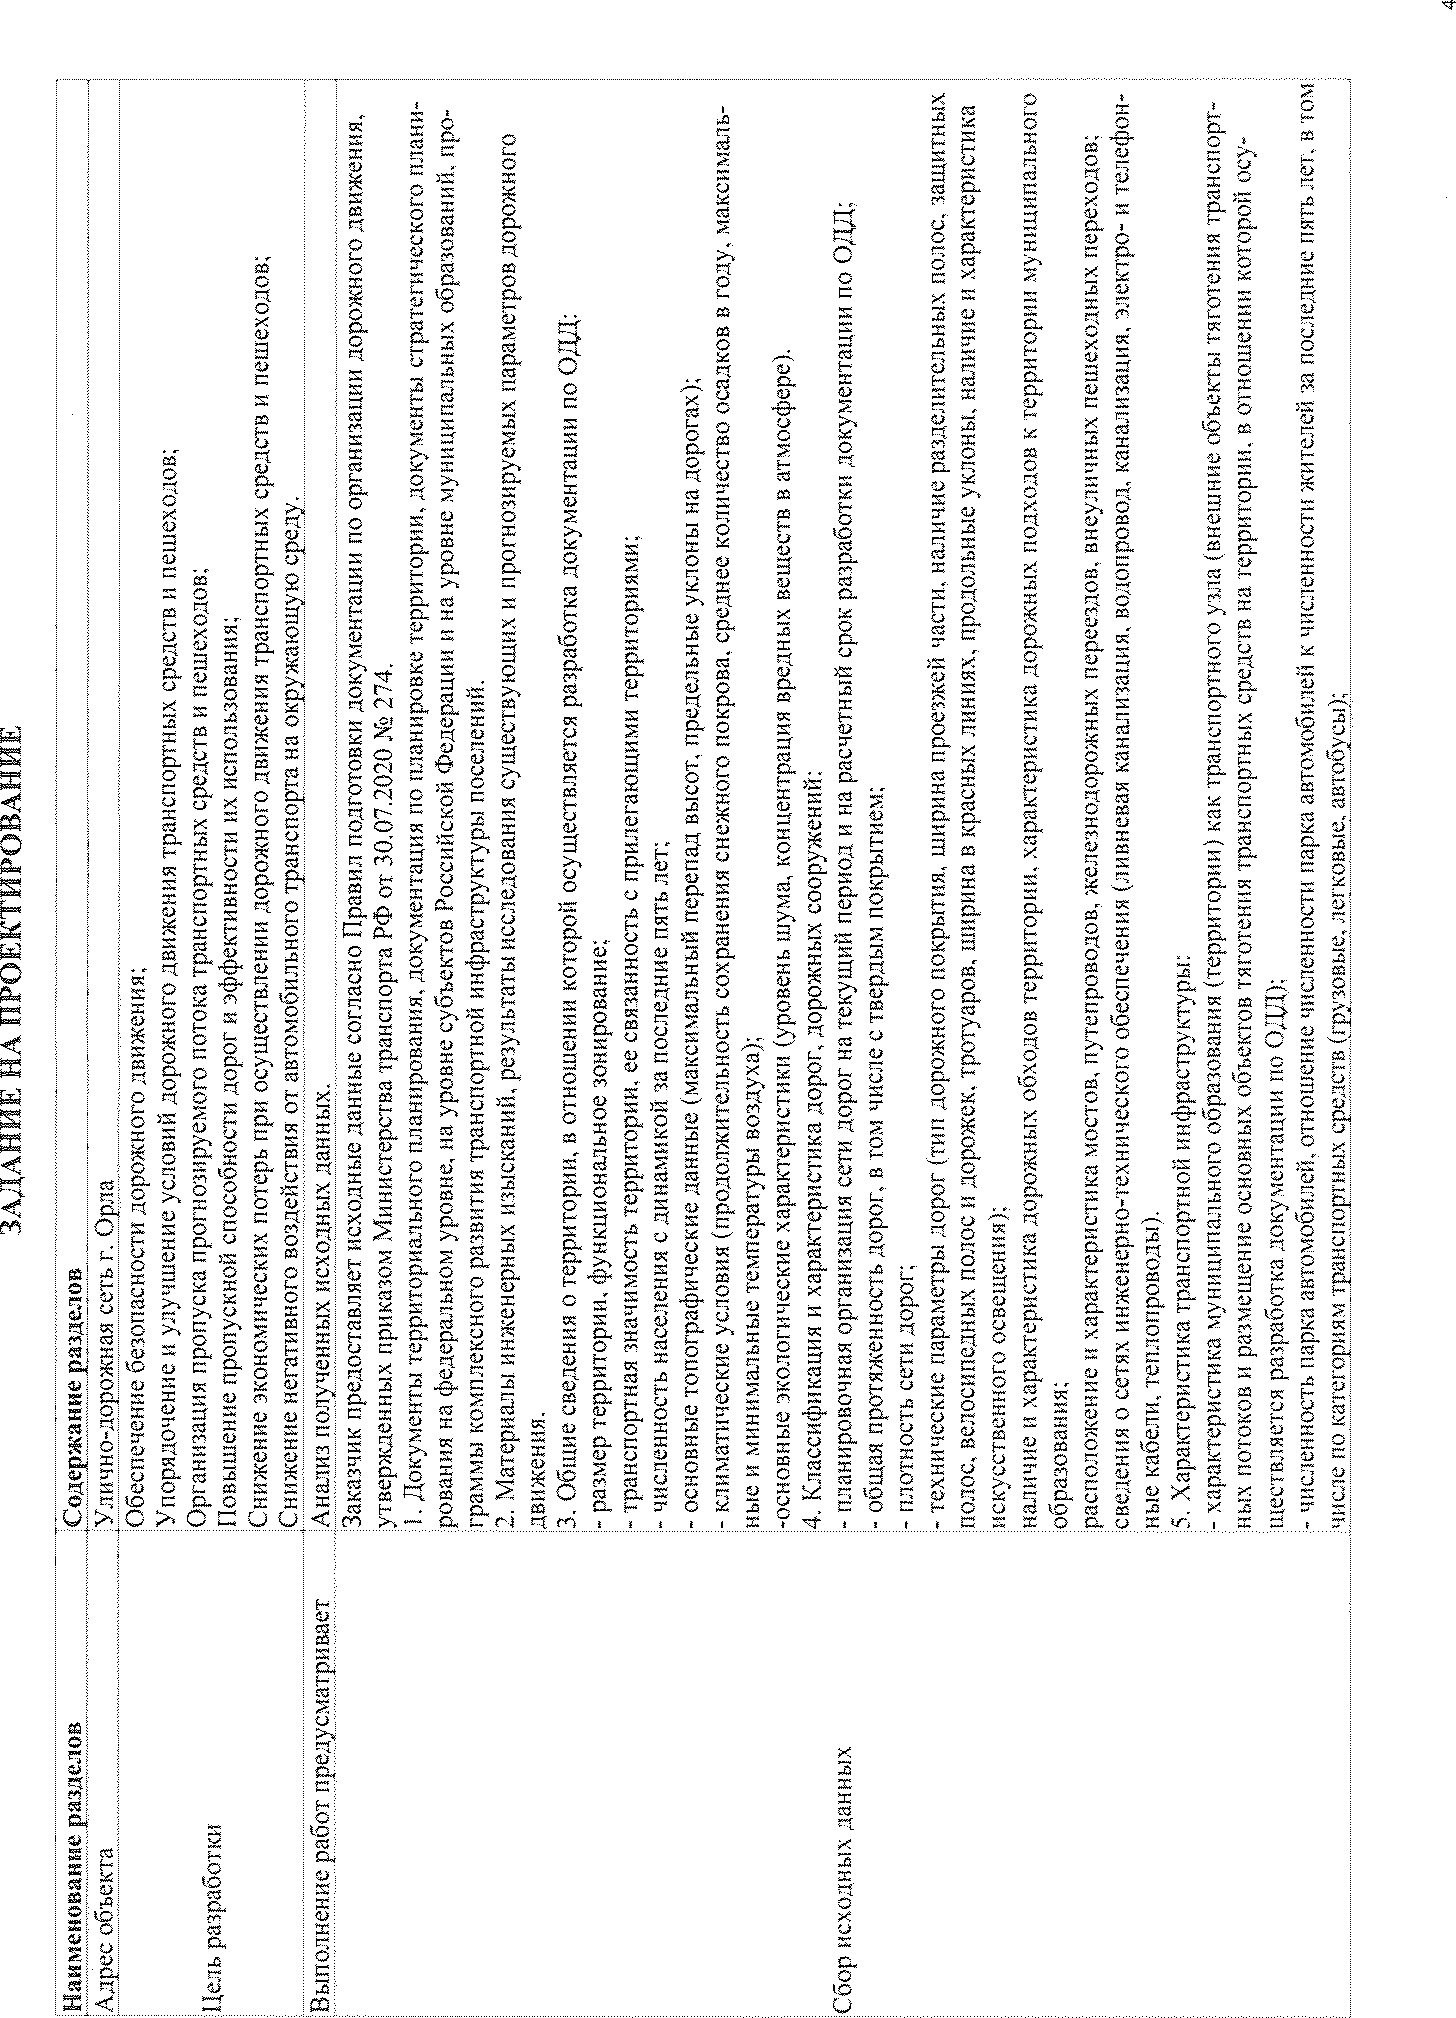 4
ЗАДАНИЕ НА ПРОЕКТИРОВАНИЕ
Наименование разделов
Содержание разделов
Адрес объекта
Улично-дорожная сеть г. Орла
Цель разработки
Обеспечение безопасности дорожного движения;
Упорядочение и улучшение условий дорожного движения транспортных средств и пешеходов;
Организация пропуска прогнозируемого потока транспортных средств и пешеходов;
Повышение пропускной способности дорог и эффективности их использования;
Снижение экономических потерь при осуществлении дорожного движения транспортных средств и пешеходов;
Снижение негативного воздействия от автомобильного транспорта на окружающую среду.
Выполнение работ предусматривает
Анализ полученных исходных данных.
Сбор исходных данных
Заказчик предоставляет исходные данные согласно Правил подготовки документации по организации дорожного движения,
утвержденных приказом Министерства транспорта РФ от 30.07.2020 № 274.
1. Документы территориального планирования, документация по планировке территории, документы стратегического плани-
рования на федеральном уровне, на уровне субъектов Российской Федерации и на уровне муниципальных образований, про-
граммы комплексного развития транспортной инфраструктуры поселений.
2. Материалы инженерных изысканий, результаты исследования существующих и прогнозируемых параметров дорожного
движения.
3. Общие сведения о территории, в отношении которой осуществляется разработка документации по ОДД:
- размер территории, функциональное зонирование;
- транспортная значимость территории, ее связанность с прилегающими территориями;
- численность населения с динамикой за последние пять лет;
- основные топографические данные (максимальный перепад высот, предельные уклоны на дорогах);
- климатические условия (продолжительность сохранения снежного покрова, среднее количество осадков в году, максималь-
ные и минимальные температуры воздуха);
-основные экологические характеристики (уровень шума, концентрация вредных веществ в атмосфере).
4. Классификация и характеристика дорог, дорожных сооружений:
- планировочная организация сети дорог на текущий период и на расчетный срок разработки документации по ОДД;
- общая протяженность дорог, в том числе с твердым покрытием;
- плотность сети дорог;
- технические параметры дорог (тип дорожного покрытия, ширина проезжей части, наличие разделительных полос, защитных
полос, велосипедных полос и дорожек, тротуаров, ширина в красных линиях, продольные уклоны, наличие и характеристика
искусственного освещения);
наличие и характеристика дорожных обходов территории, характеристика дорожных подходов к территории муниципального
образования;
расположение и характеристика мостов, путепроводов, железнодорожных переездов, внеуличных пешеходных переходов;
сведения о сетях инженерно-технического обеспечения (ливневая канализация, водопровод, канализация, электро- и телефон-
ные кабели, теплопроводы).
5. Характеристика транспортной инфраструктуры:
- характеристика муниципального образования (территории) как транспортного узла (внешние объекты тяготения транспорт-
ных потоков и размещение основных объектов тяготения транспортных средств на территории, в отношении которой осу-
ществляется разработка документации по ОДД);
- численность парка автомобилей, отношение численности парка автомобилей к численности жителей за последние пять лет, в том
числе по категориям транспортных средств (грузовые, легковые, автобусы);